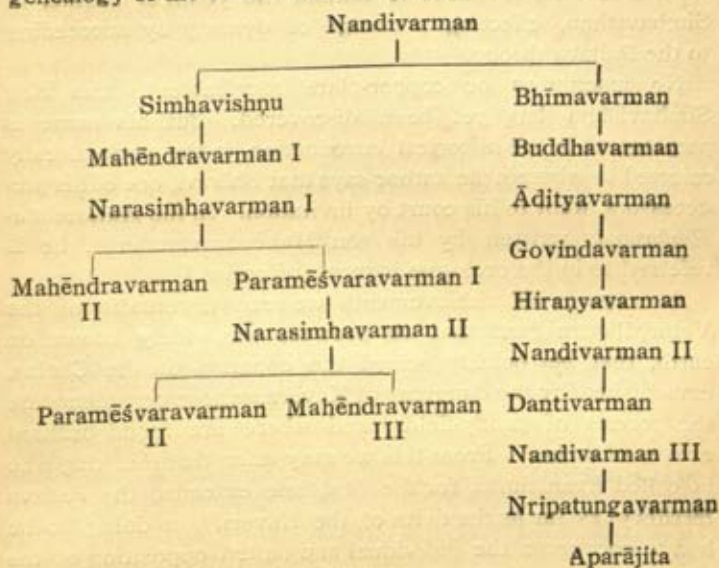 genealogy
Nandivarman
Simhavishṇu
Bhīmavarman
Mahēndravarman I
Buddhavarman
Narasimhavarman I
Ādityavarman
Govindavarman
Mahēndravarman
II
Paramēśvaravarman I
Hiraṇyavarman
Narasimhavarman II
Nandivarman II
Paramēśvaravarman
II
Mahēndravarman
III
Dantivarman
Nandivarman III
Nripatungavarman
Aparājita